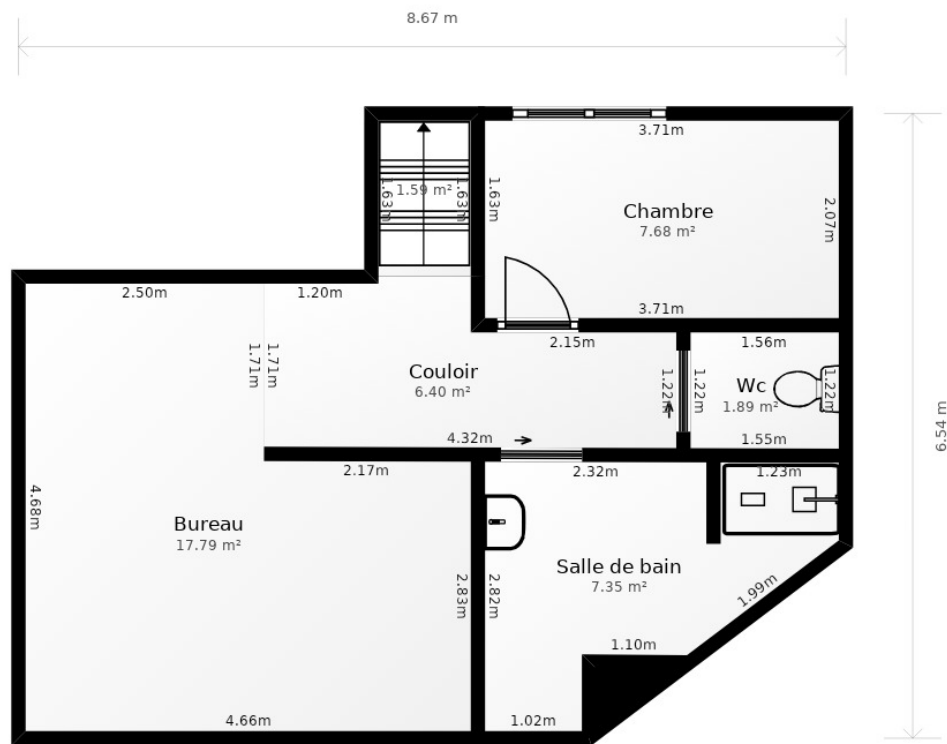 8.67 m
3.71m
1.63m
1.59 m²
1.63m
1.63m
Chambre
7.68 m²
2.07m
2.50m
1.20m
3.71m
2.15m
1.56m
1.71m
1.71m
Couloir
6.40 m²
1.22m
1.22m
Wc
1.89 m²
1.22m
6.54 m
4.32m
1.55m
2.17m
2.32m
1.23m
4.68m
Bureau
17.79 m²
Salle de bain
7.35 m²
2.83m
2.82m
1.99m
1.10m
4.66m
1.02m